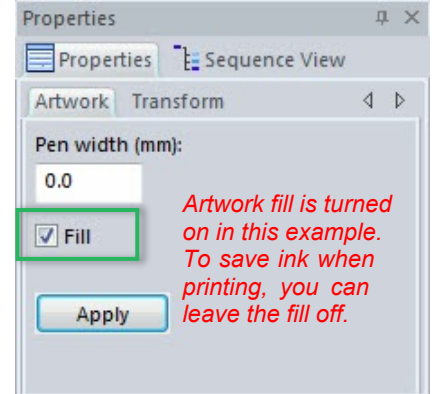 Properties
Properties Sequence View
Artwork Transform
Pen width (mm):
0.0
Artwork fill is turned
on in this example.
Fill
To save ink when
printing, you can
Apply
leave the fill off.